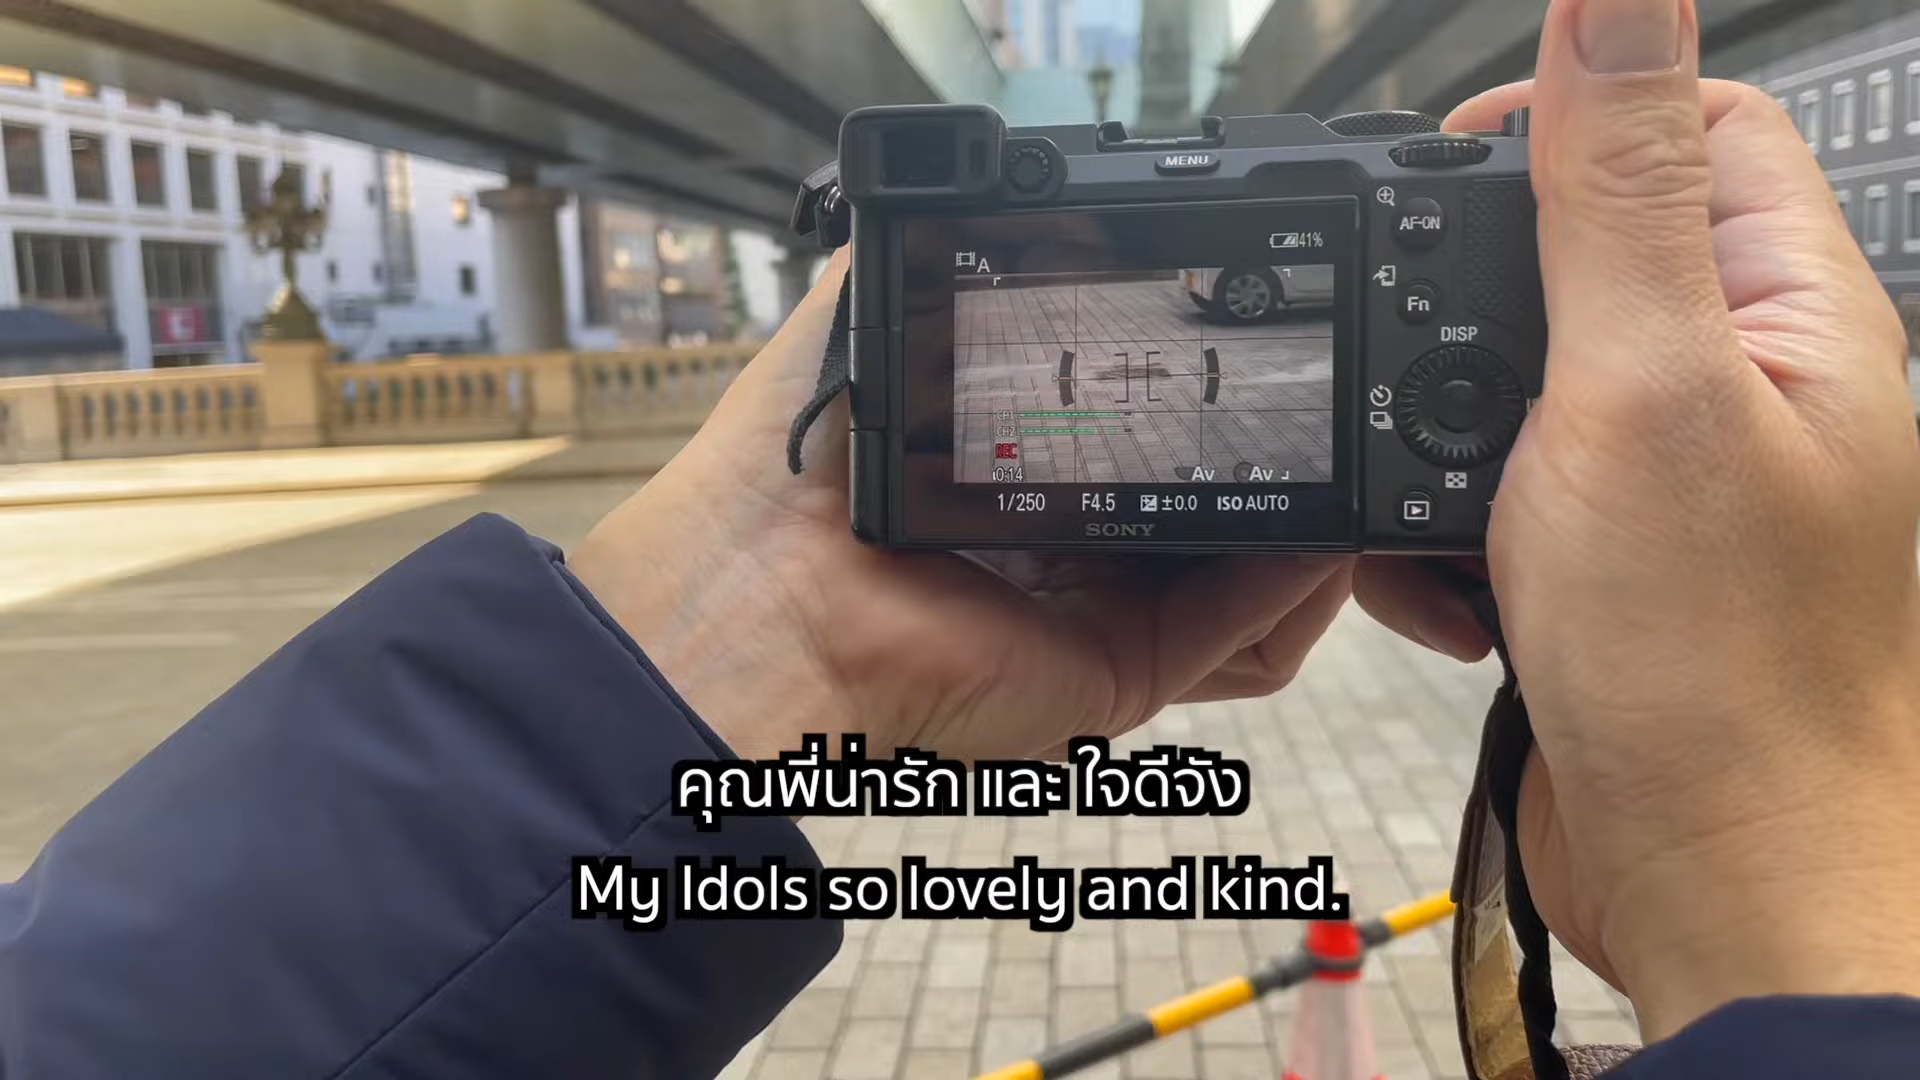 MENU
AF-ON
41%
A
Fn
DISP
CH1
CH2
REC
0:14
Av Av
1/250 F4.5 ±0.0 ISO AUTO
SONY
คุณพี่น่ารัก และ ใจดีจัง
My Idols so lovely and kind.